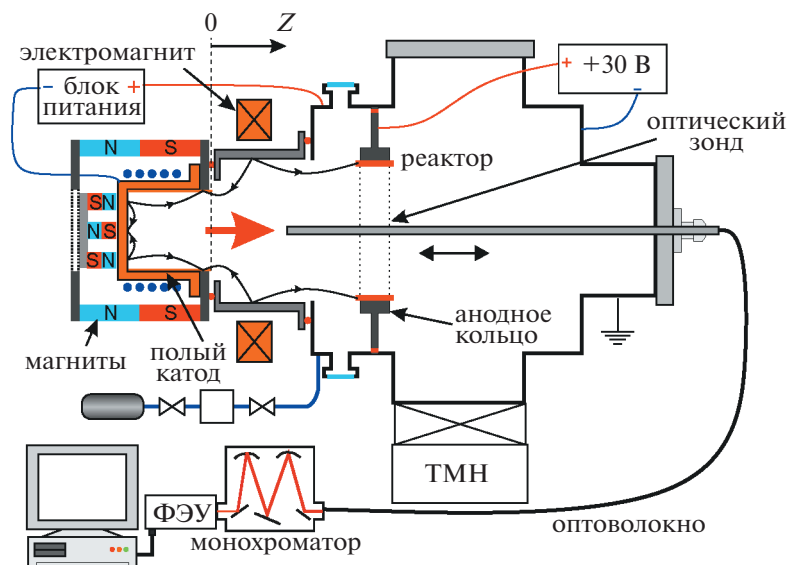 0
Z
электромагнит
− блок +
питания
+ +30 В
−
оптический
зонд
N S
реактор
S N
N S
S N
N S
анодное
кольцо
магниты
полый
катод
ТМН
ФЭУ
монохроматор
оптоволокно